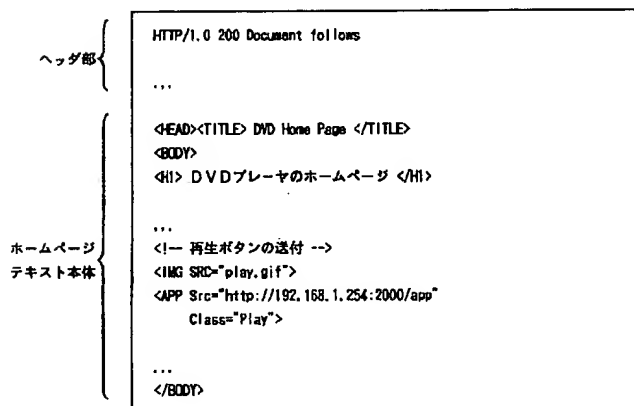 ヘッダ部
HTTP/1.0 200 Document follows
...
ホームページ
テキスト本体
<HEAD><TITLE> DVD Home Page </TITLE>
<BODY>
<H1> DVDプレーヤのホームページ </H1>
...
<!-- 再生ボタンの送付 -->
<IMG SRC="play.gif">
<APP Src="http://192.168.1.254:2000/app"
Class="Play">
...
</BODY>